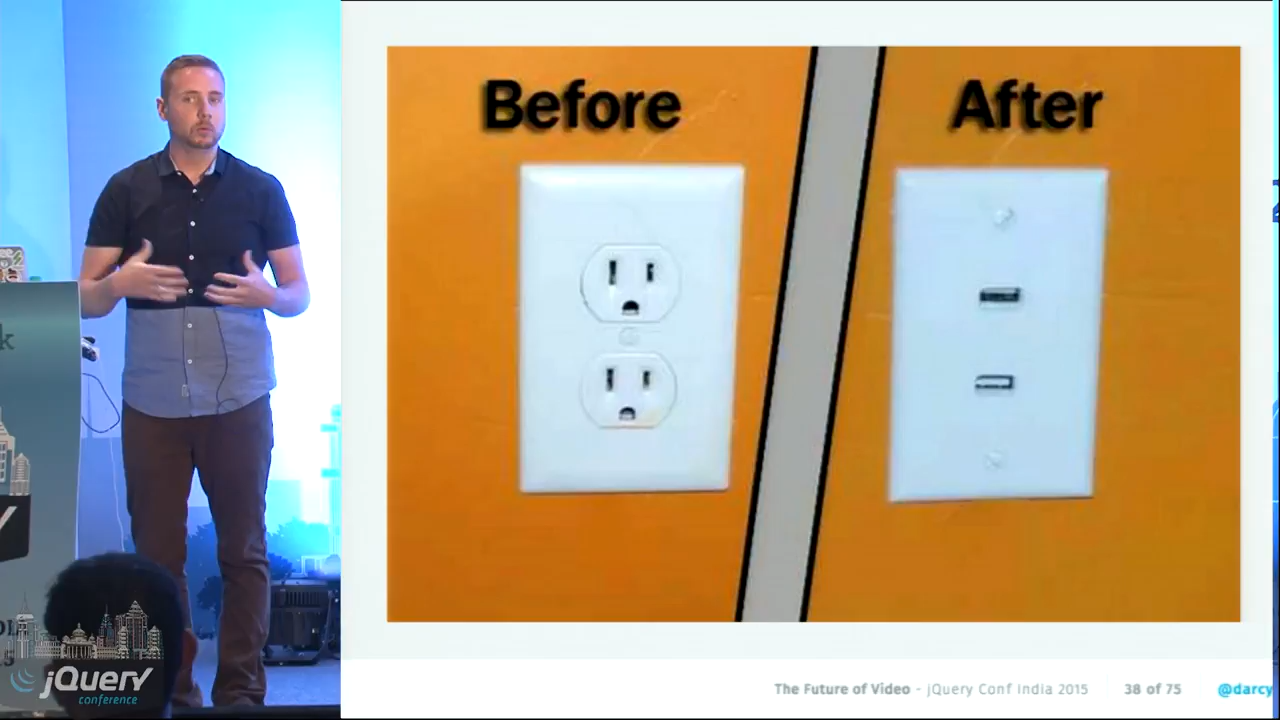 Before
After
The Future of Video - jQuery Conf India 2015
38 of 75
@darcy
jQuery
conference